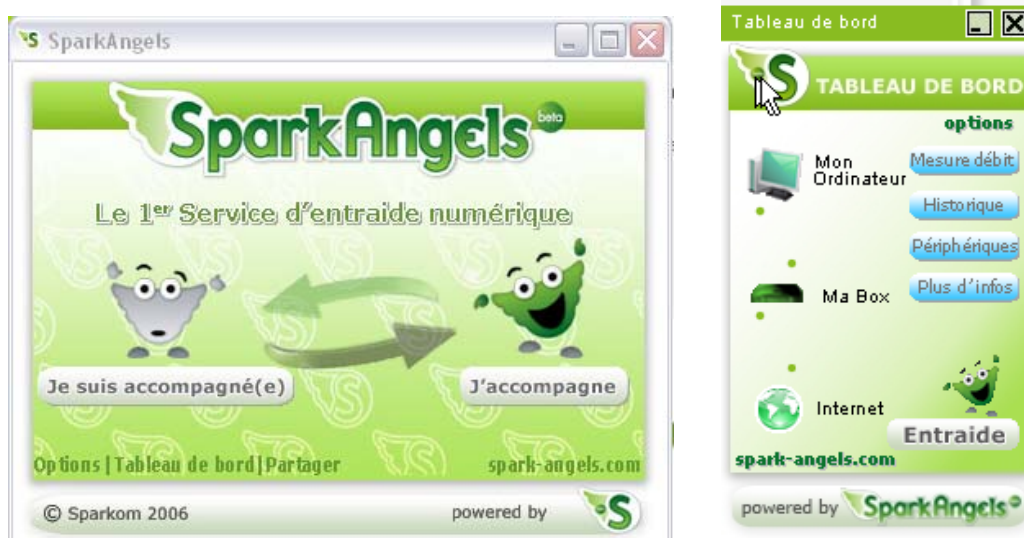 SparkAngels
SparkAngels beta
Le 1er Service d'entraide numérique
Je suis accompagné(e)
J'accompagne
Options | Tableau de bord | Partager
spark-angels.com
© Sparkom 2006
powered by
S
Tableau de bord
S TABLEAU DE BORD
options
Mon
Ordinateur
Mesure débit
Historique
Périphériques
Ma Box
Plus d'infos
Internet
Entraide
spark-angels.com
powered by SparkAngels